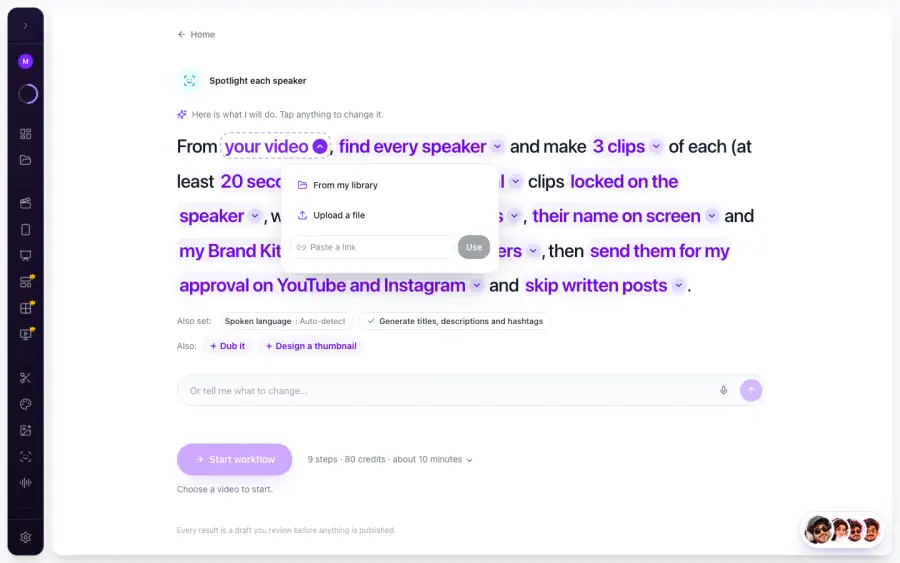 Home
M
Spotlight each speaker
Here is what I will do. Tap anything to change it.
From your video, find every speaker and make 3 clips of each (at
least 20 clips locked on the
speaker, their name on screen and
my Brand Kit, then send them for my
approval on YouTube and Instagram and skip written posts.
From my library
Upload a file
Paste a link
Use
Also set: Spoken language : Auto-detect Generate titles, descriptions and hashtags
Also: + Dub it + Design a thumbnail
Or tell me what to change...
Start workflow 9 steps · 80 credits · about 10 minutes
Choose a video to start.
Every result is a draft you review before anything is published.